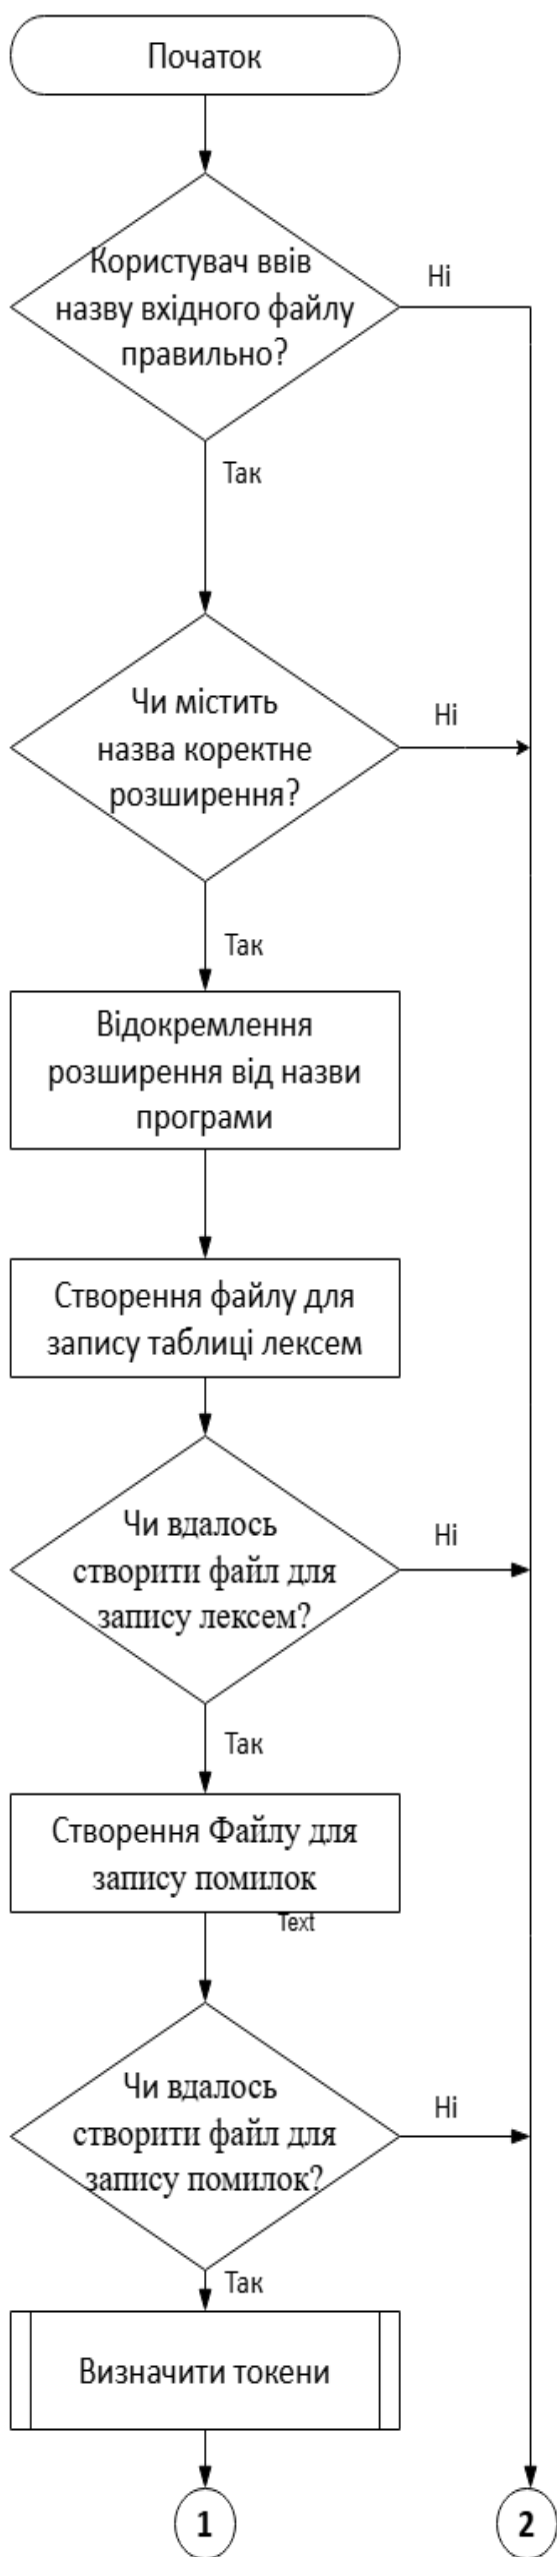 Початок
Користувач ввів
назву вхідного файлу
правильно?
Ні
Так
Чи містить
назва коректне
розширення?
Ні
Так
Відокремлення
розширення від назви
програми
Створення файлу для
запису таблиці лексем
Чи вдалось
створити файл для
запису лексем?
Ні
Так
Створення Файлу для
запису помилок
Text
Чи вдалось
створити файл для
запису помилок?
Ні
Так
Визначити токени
1
2